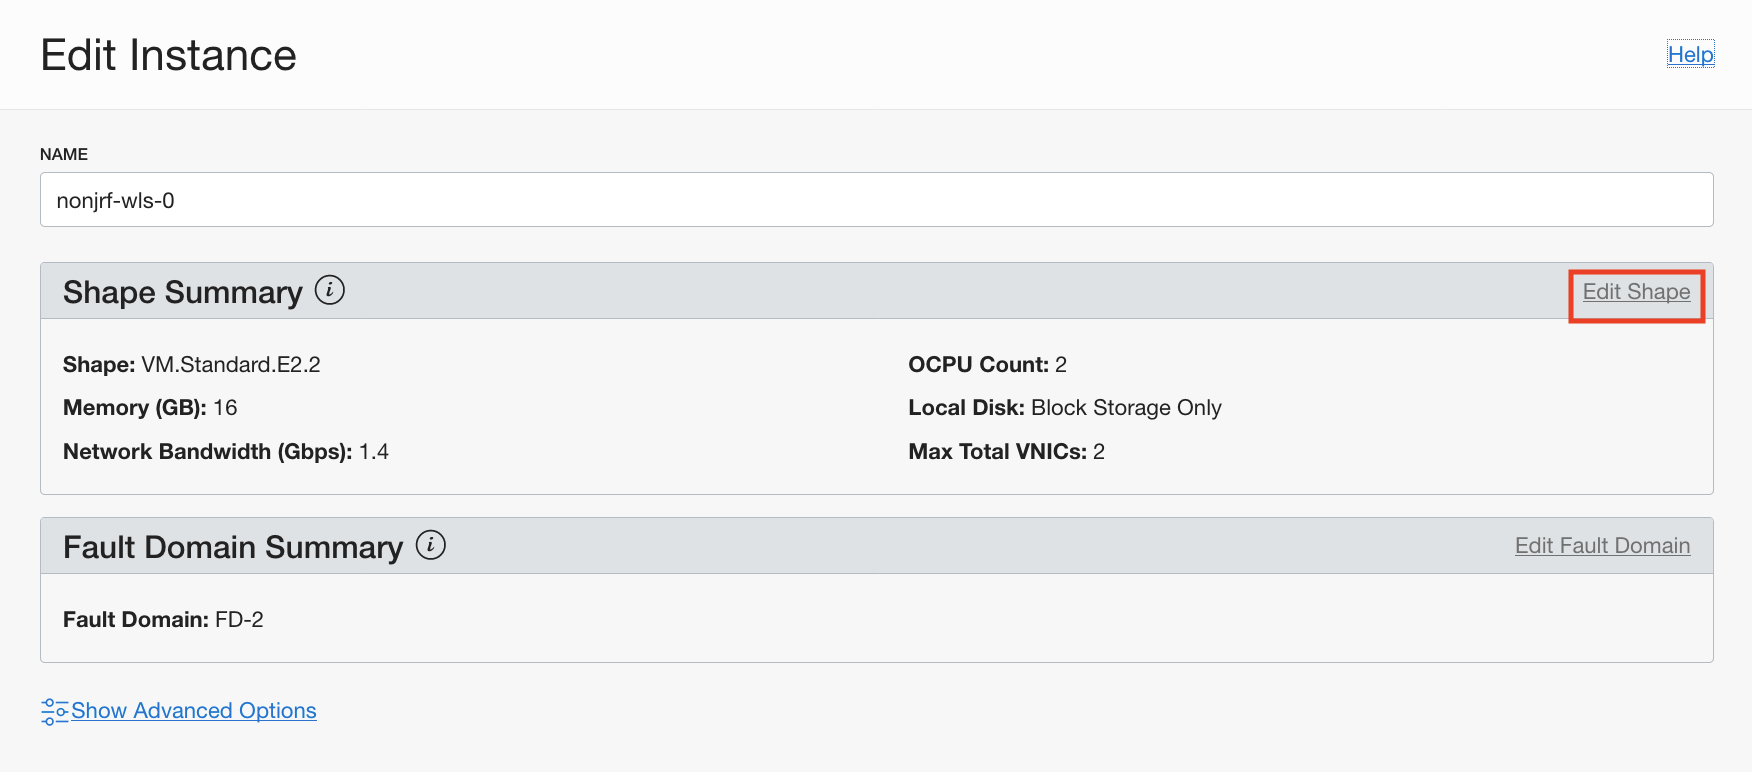 Edit Instance
Help
NAME
nonjrf-wls-0
Shape Summary i
Edit Shape
Shape: VM.Standard.E2.2
OCPU Count: 2
Memory (GB): 16
Local Disk: Block Storage Only
Network Bandwidth (Gbps): 1.4
Max Total VNICs: 2
Fault Domain Summary i
Edit Fault Domain
Fault Domain: FD-2
Show Advanced Options